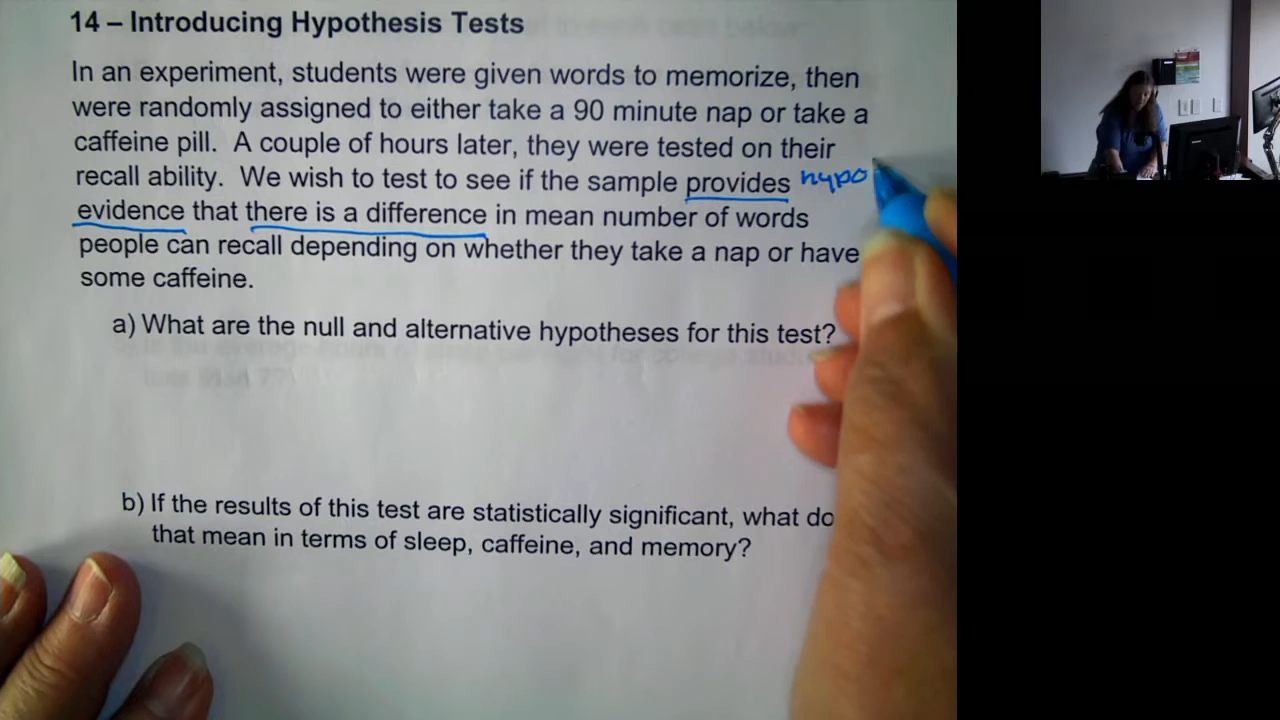 14 – Introducing Hypothesis Tests
In an experiment, students were given words to memorize, then
were randomly assigned to either take a 90 minute nap or take a
caffeine pill. A couple of hours later, they were tested on their
recall ability. We wish to test to see if the sample provides hypo
evidence that there is a difference in mean number of words
people can recall depending on whether they take a nap or have
some caffeine.
a) What are the null and alternative hypotheses for this test?
b) If the results of this test are statistically significant, what do
that mean in terms of sleep, caffeine, and memory?